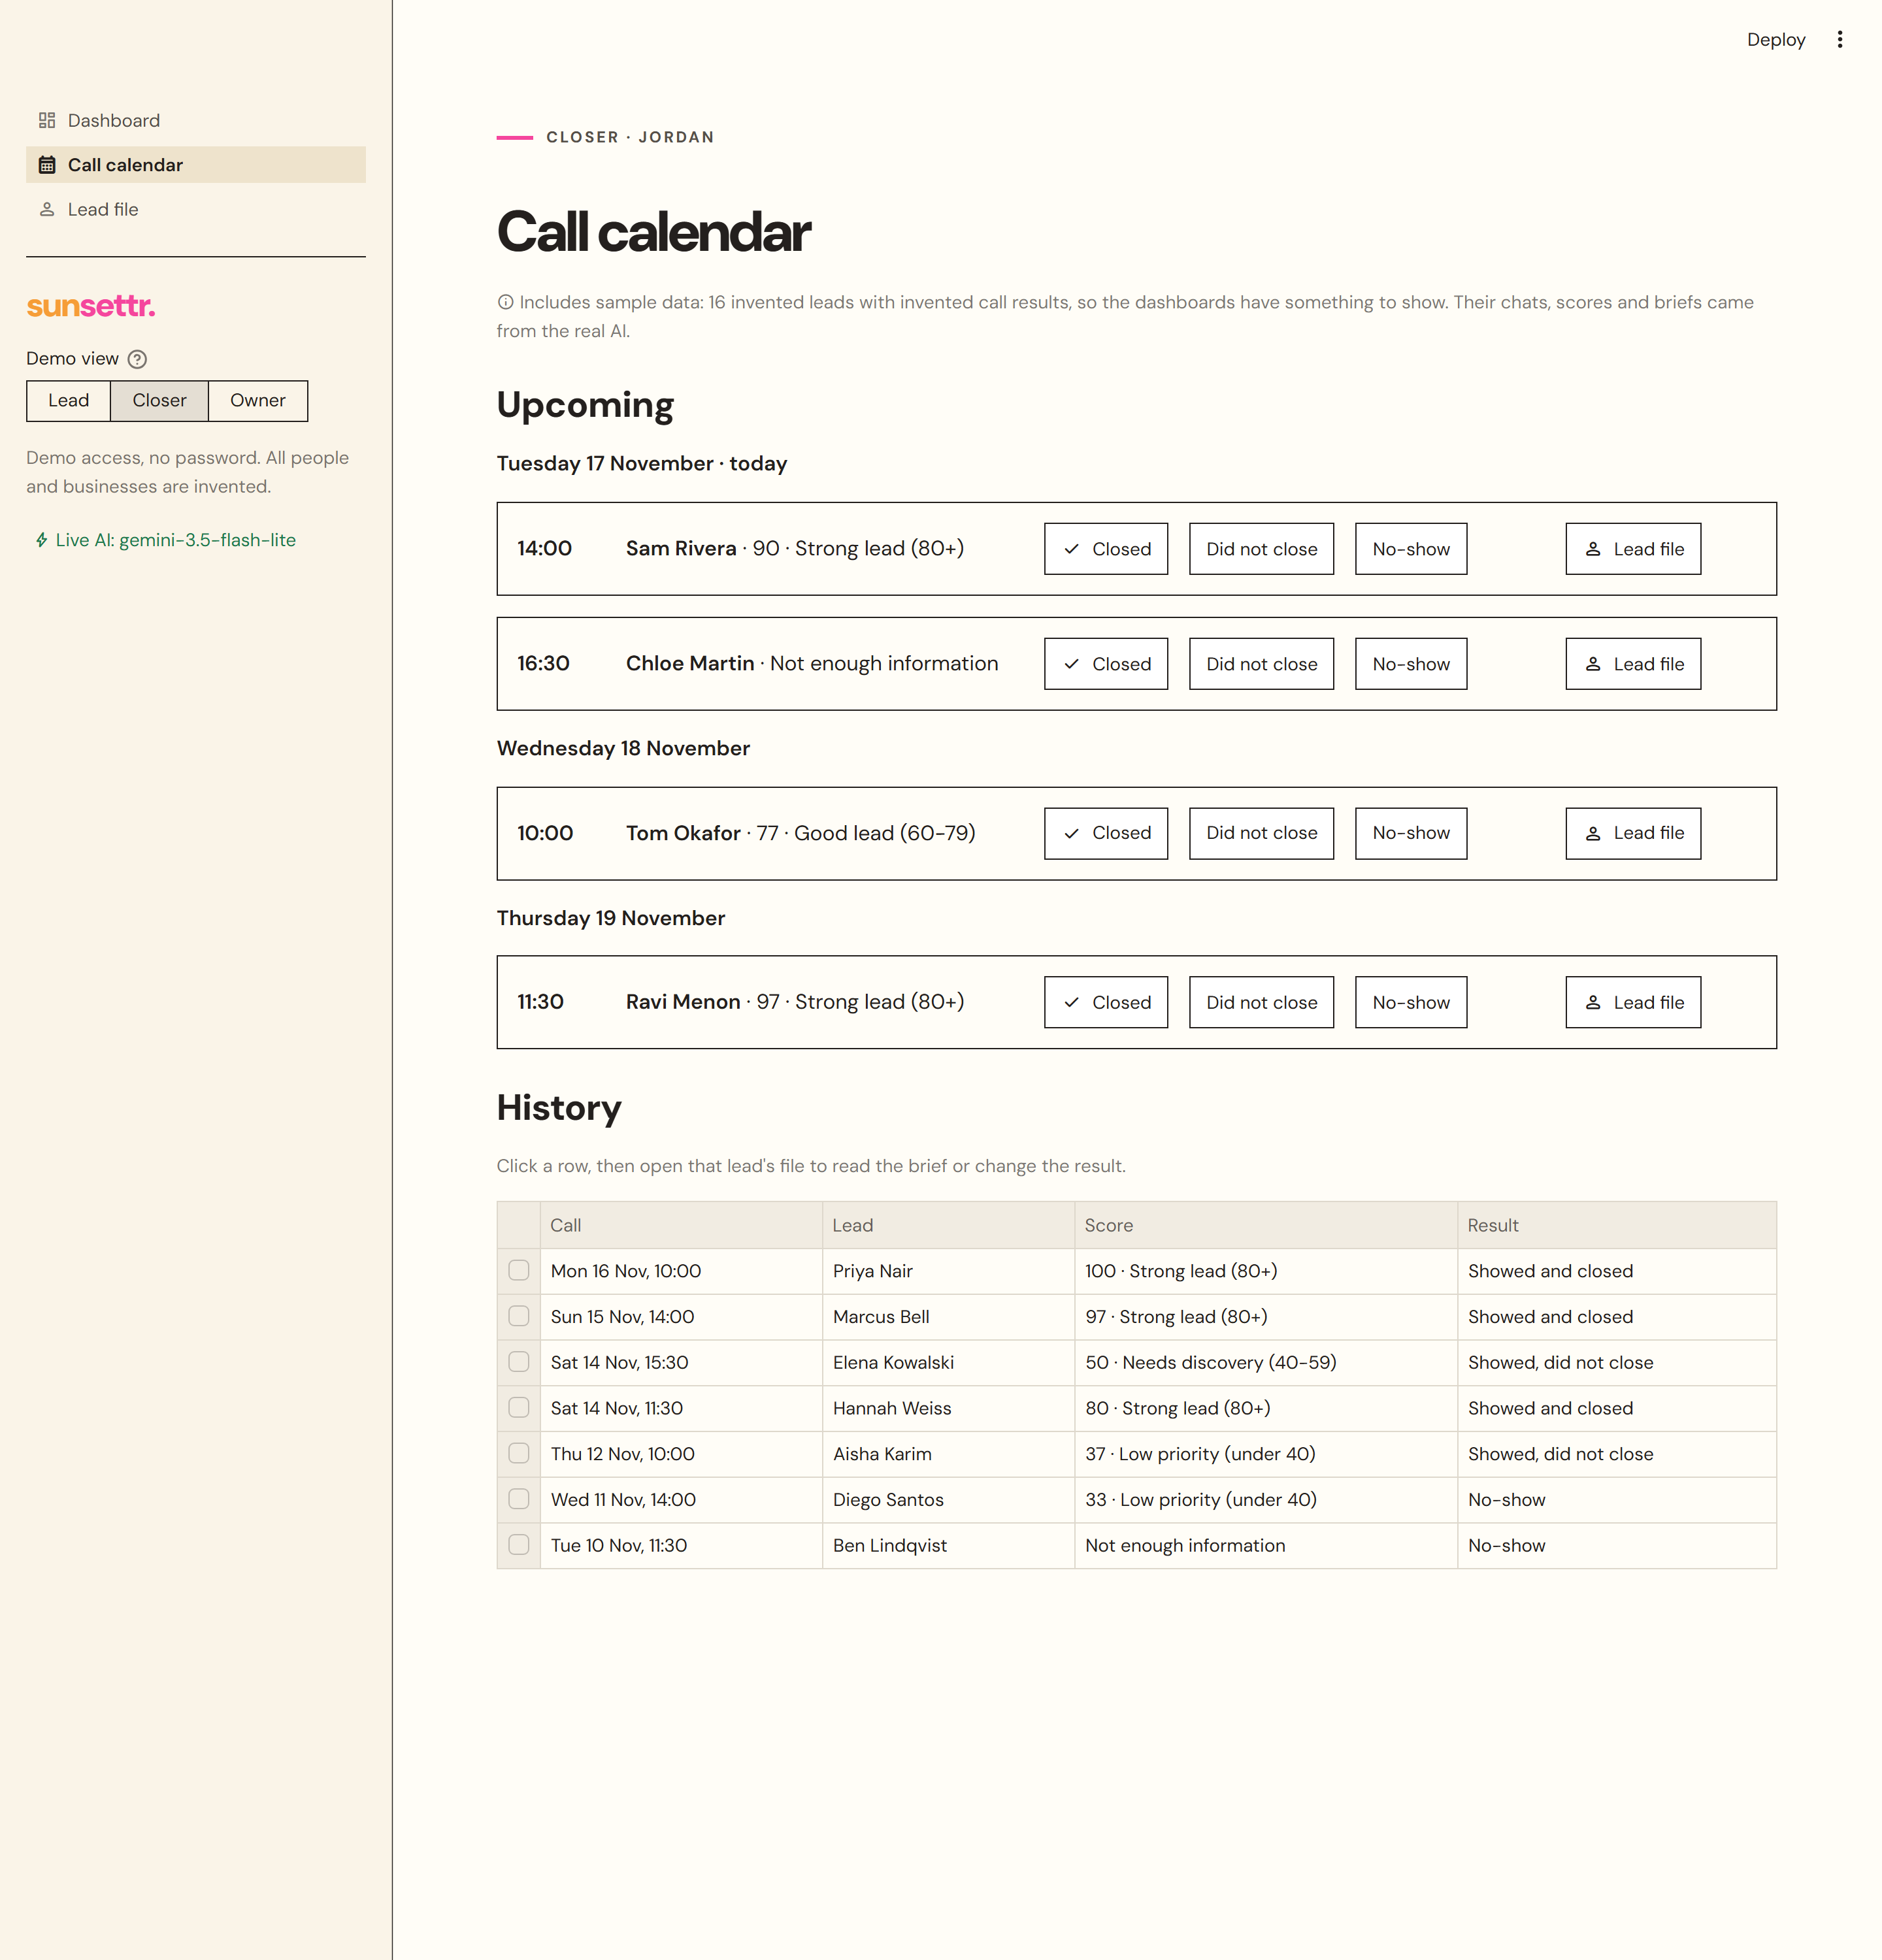 Deploy
Dashboard
Call calendar
Lead file
sunsettr.
Demo view
Lead Closer Owner
Demo access, no password. All people
and businesses are invented.
Live AI: gemini-3.5-flash-lite
CLOSER · JORDAN
Call calendar
Includes sample data: 16 invented leads with invented call results, so the dashboards have something to show. Their chats, scores and briefs came
from the real AI.
Upcoming
Tuesday 17 November · today
14:00 Sam Rivera · 90 · Strong lead (80+) Closed Did not close No-show Lead file
16:30 Chloe Martin · Not enough information Closed Did not close No-show Lead file
Wednesday 18 November
10:00 Tom Okafor · 77 · Good lead (60-79) Closed Did not close No-show Lead file
Thursday 19 November
11:30 Ravi Menon · 97 · Strong lead (80+) Closed Did not close No-show Lead file
History
Click a row, then open that lead's file to read the brief or change the result.
Call Lead Score Result
Mon 16 Nov, 10:00 Priya Nair 100 · Strong lead (80+) Showed and closed
Sun 15 Nov, 14:00 Marcus Bell 97 · Strong lead (80+) Showed and closed
Sat 14 Nov, 15:30 Elena Kowalski 50 · Needs discovery (40-59) Showed, did not close
Sat 14 Nov, 11:30 Hannah Weiss 80 · Strong lead (80+) Showed and closed
Thu 12 Nov, 10:00 Aisha Karim 37 · Low priority (under 40) Showed, did not close
Wed 11 Nov, 14:00 Diego Santos 33 · Low priority (under 40) No-show
Tue 10 Nov, 11:30 Ben Lindqvist Not enough information No-show